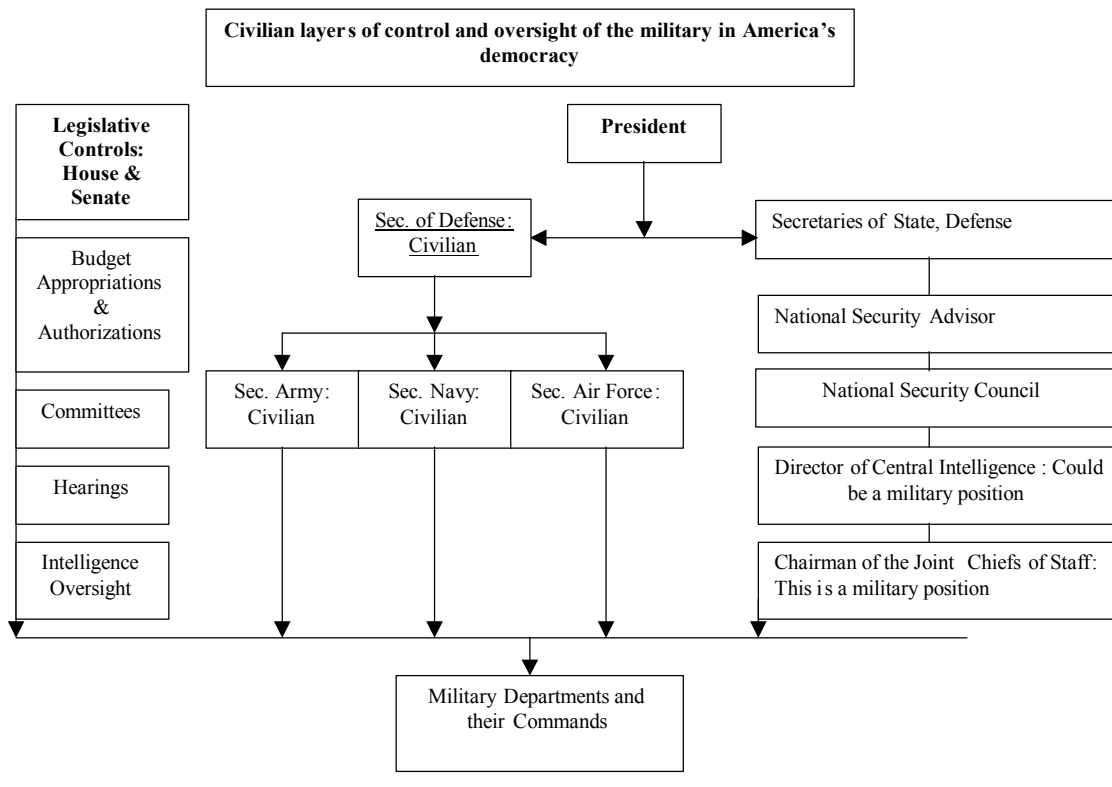 Civilian layers of control and oversight of the military in America's
democracy
Legislative
Controls:
House &
Senate
President
Sec. of Defense:
Civilian
Secretaries of State, Defense
Budget
Appropriations
&
Authorizations
National Security Advisor
Sec. Army:
Civilian
Sec. Navy:
Civilian
Sec. Air Force:
Civilian
National Security Council
Committees
Hearings
Director of Central Intelligence : Could
be a military position
Intelligence
Oversight
Chairman of the Joint Chiefs of Staff:
This is a military position
Military Departments and
their Commands